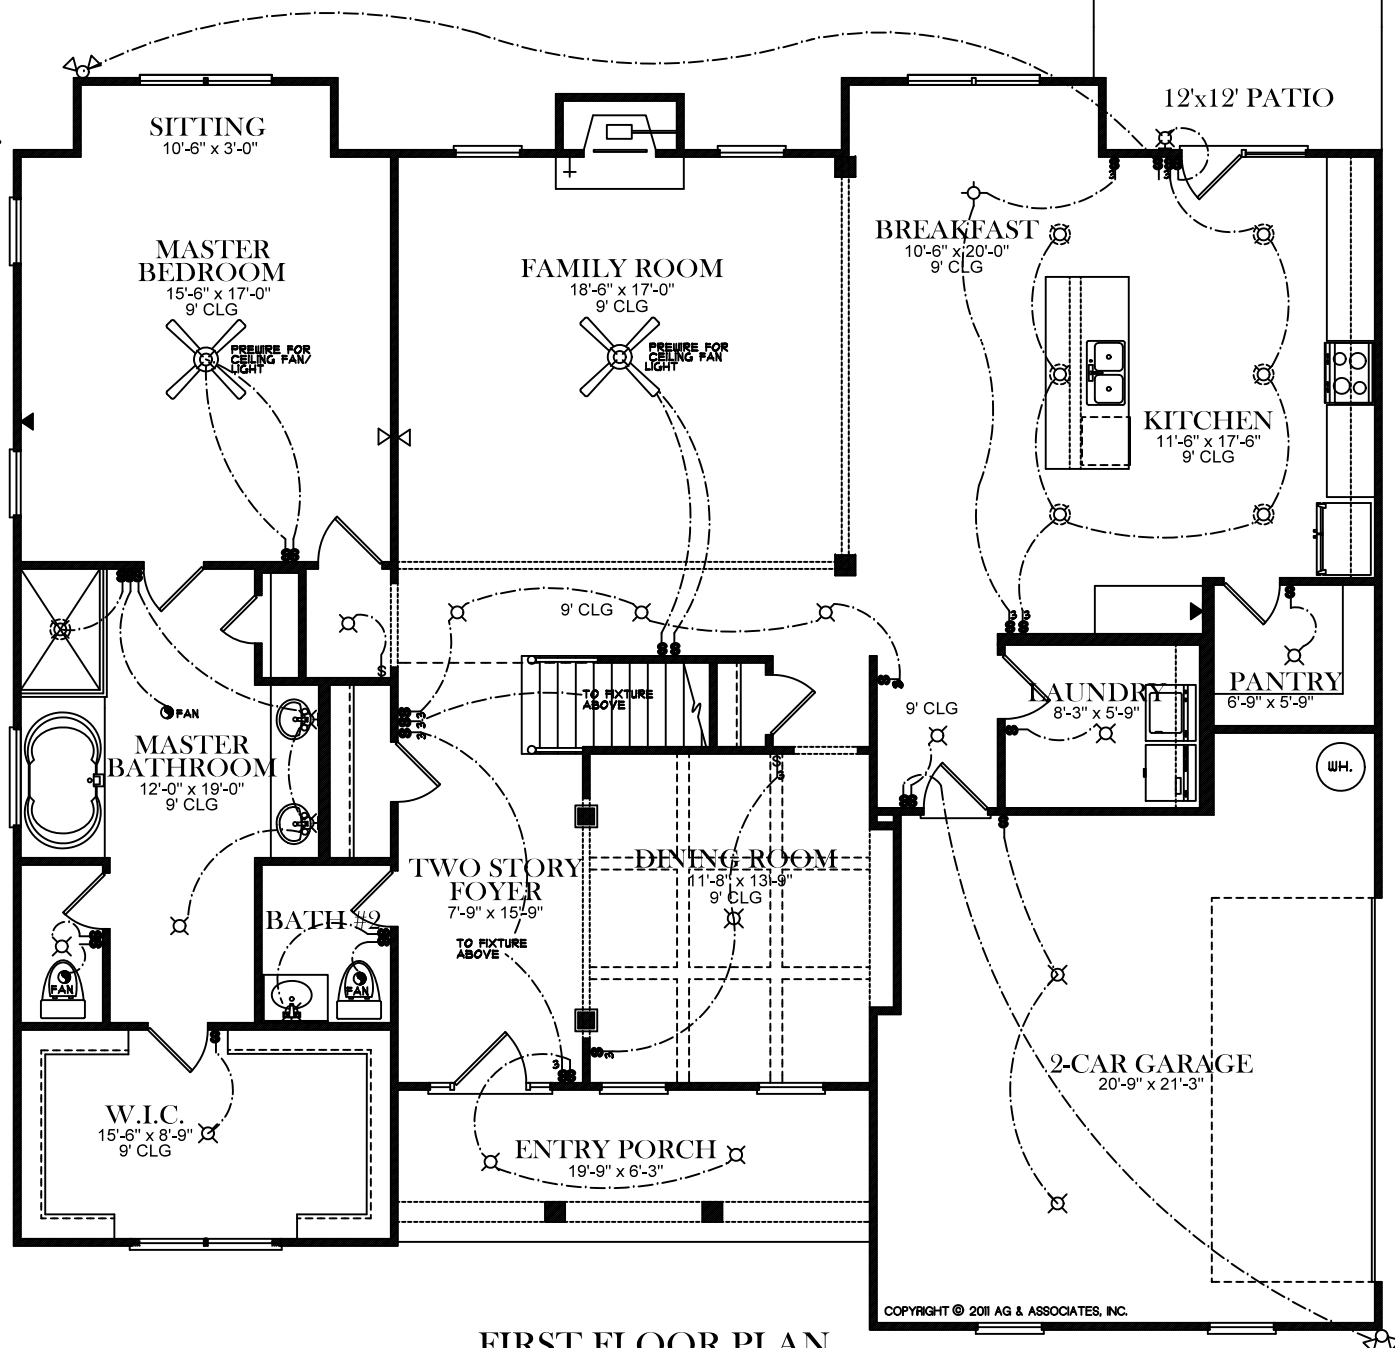 12'x12' PATIO
SITTING
10'-6" x 3'-0"
MASTER
BEDROOM
15'-6" x 17'-0"
9' CLG
PREWIRE FOR
CEILING FAN/
LIGHT
FAMILY ROOM
18'-6" x 17'-0"
9' CLG
PREWIRE FOR
CEILING FAN
LIGHT
BREAKFAST
10'-6" x 20'-0"
9' CLG
KITCHEN
11'-6" x 17'-6"
9' CLG
9' CLG
TO FIXTURE
ABOVE
9' CLG
LAUNDRY
8'-3" x 5'-9"
PANTRY
6'-9" x 5'-9"
WH.
FAN
MASTER
BATHROOM
12'-0" x 19'-0"
9' CLG
TWO STORY
FOYER
7'-9" x 15'-9"
TO FIXTURE
ABOVE
DINING ROOM
11'-8" x 13'-9"
9' CLG
BATH #2
FAN
FAN
W.I.C.
15'-6" x 8'-9"
9' CLG
ENTRY PORCH
19'-9" x 6'-3"
2-CAR GARAGE
20'-9" x 21'-3"
COPYRIGHT © 2011 AG & ASSOCIATES, INC.
FIRST FLOOR PLAN